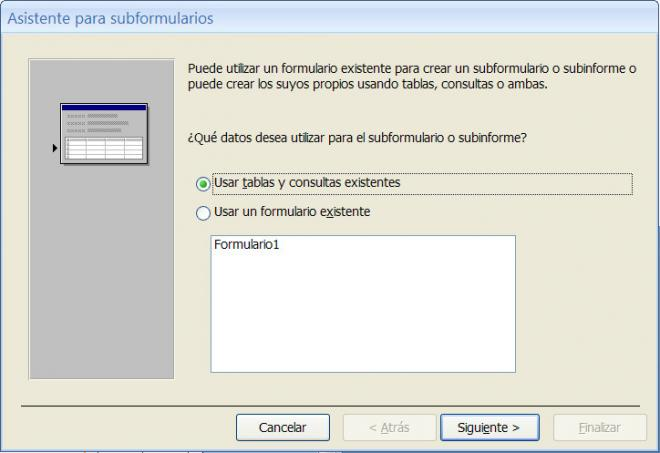 Asistente para subformularios
Puede utilizar un formulario existente para crear un subformulario o subinforme o
puede crear los suyos propios usando tablas, consultas o ambas.
¿Qué datos desea utilizar para el subformulario o subinforme?
Usar tablas y consultas existentes
Usar un formulario existente
Formulario1
Cancelar
< Atrás
Siguiente >
Finalizar